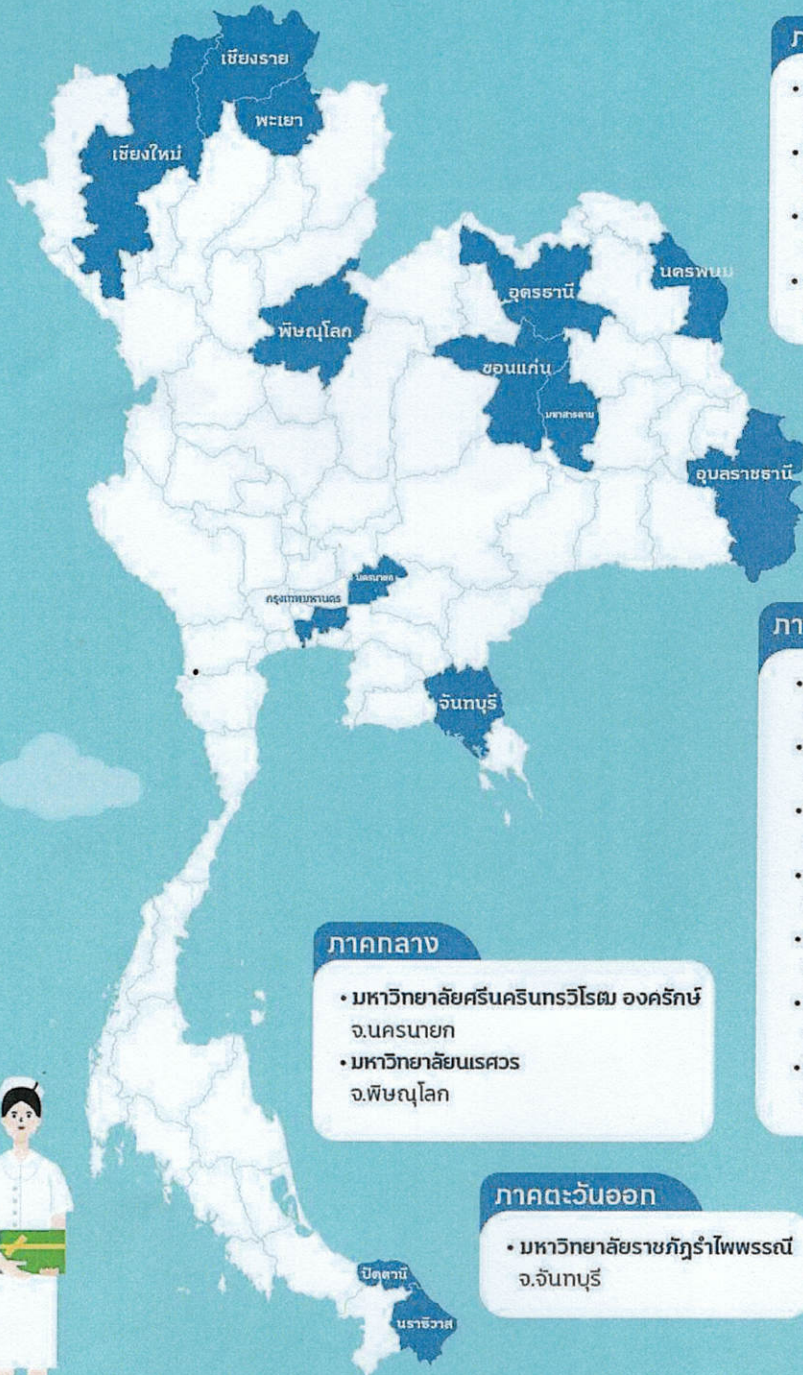 เชียงราย
พะเยา
เชียงใหม่
นครพนม
อุดรธานี
พิษณุโลก
ขอนแก่น
มหาสารคาม
อุบลราชธานี
นครนายก
กรุงเทพมหานคร
จันทบุรี
ภาคกลาง
• มหาวิทยาลัยศรีนครินทรวิโรฒ องครักษ์
จ.นครนายก
• มหาวิทยาลัยนเรศวร
จ.พิษณุโลก
ภาคตะวันออก
• มหาวิทยาลัยราชภัฏรำไพพรรณี
จ.จันทบุรี
ปัตตานี
นราธิวาส